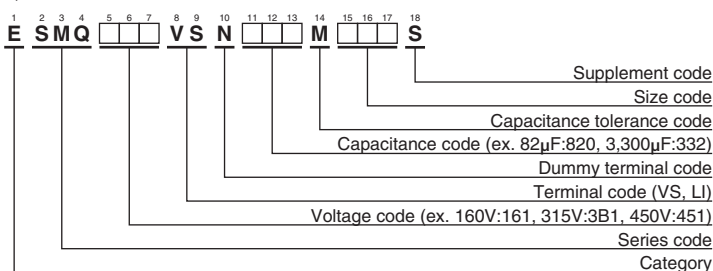 1 2 3 4 5 6 7 8 9 10 11 12 13 14 15 16 17 18
E SMQ □□□ VS N □□□ M □□□ S
Supplement code
Size code
Capacitance tolerance code
Capacitance code (ex. 82μF:820, 3,300μF:332)
Dummy terminal code
Terminal code (VS, LI)
Voltage code (ex. 160V:161, 315V:3B1, 450V:451)
Series code
Category